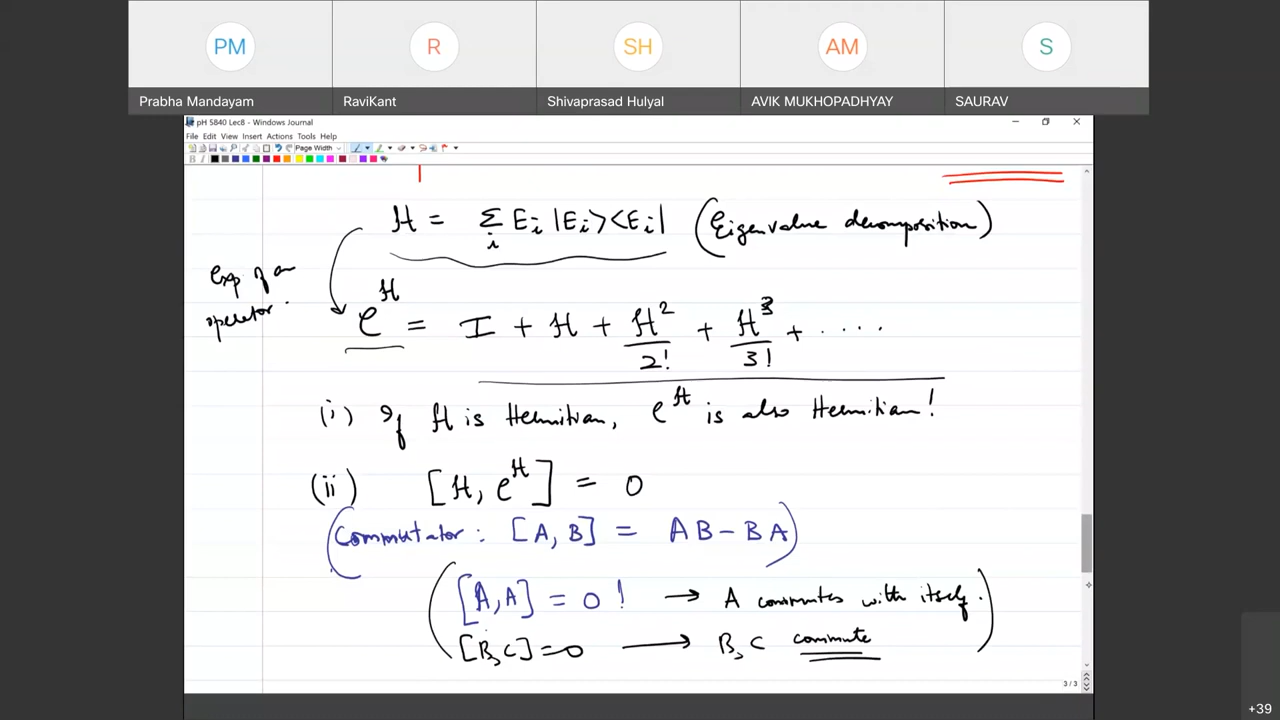 PM
R
SH
AM
S
Prabha Mandayam
RaviKant
Shivaprasad Hulyal
AVIK MUKHOPADHYAY
SAURAV
pH 5840 Lec8 - Windows Journal
File Edit View Insert Actions Tools Help
Page Width
B I
H = Σ_i E_i |E_i><E_i| (Eigenvalue decomposition)
exp of an
operator.
e^H = I + H + H²/2! + H³/3! + ....
(i) If H is Hermitian, e^H is also Hermitian!
(ii) [H, e^H] = 0
(Commutator : [A, B] = AB - BA)
([A, A] = 0 ! → A commutes with itself.
[B, C] = 0 → B, C commute)
3 / 3
+39